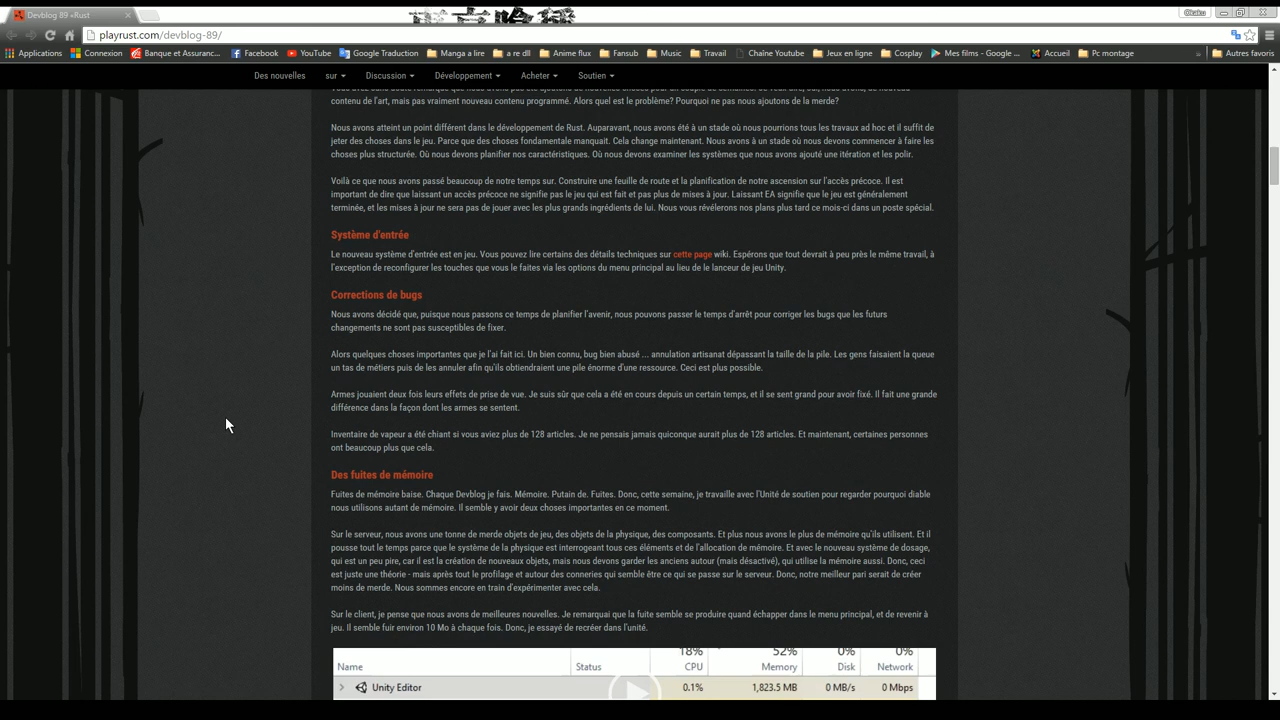 Devblog 89 «Rust
Okaku
playrust.com/devblog-89/
Applications Connexion Banque et Assuranc... Facebook YouTube Google Traduction Manga a lire a re dll Anime flux Fansub Music Travail Chaîne Youtube Jeux en ligne Cosplay Mes films - Google ... Accueil Pc montage » Autres favoris
Des nouvelles sur Discussion Développement Acheter Soutien
contenu de l'art, mais pas vraiment nouveau contenu programmé. Alors quel est le problème? Pourquoi ne pas nous ajoutons de la merde?
Nous avons atteint un point différent dans le développement de Rust. Auparavant, nous avons été à un stade où nous pourrions tous les travaux ad hoc et il suffit de
jeter des choses dans le jeu. Parce que des choses fondamentale manquait. Cela change maintenant. Nous avons à un stade où nous devons commencer à faire les
choses plus structurée. Où nous devons planifier nos caractéristiques. Où nous devons examiner les systèmes que nous avons ajouté une itération et les polir.
Voilà ce que nous avons passé beaucoup de notre temps sur. Construire une feuille de route et la planification de notre ascension sur l'accès précoce. Il est
important de dire que laissant un accès précoce ne signifie pas le jeu qui est fait et pas plus de mises à jour. Laissant EA signifie que le jeu est généralement
terminée, et les mises à jour ne sera pas de jouer avec les plus grands ingrédients de lui. Nous vous révélerons nos plans plus tard ce mois-ci dans un poste spécial.
Système d'entrée
Le nouveau système d'entrée est en jeu. Vous pouvez lire certains des détails techniques sur cette page wiki. Espérons que tout devrait à peu près le même travail, à
l'exception de reconfigurer les touches que vous le faites via les options du menu principal au lieu de le lanceur de jeu Unity.
Corrections de bugs
Nous avons décidé que, puisque nous passons ce temps de planifier l'avenir, nous pouvons passer le temps d'arrêt pour corriger les bugs que les futurs
changements ne sont pas susceptibles de fixer.
Alors quelques choses importantes que je l'ai fait ici. Un bien connu, bug bien abusé ... annulation artisanat dépassant la taille de la pile. Les gens faisaient la queue
un tas de métiers puis de les annuler afin qu'ils obtiendraient une pile énorme d'une ressource. Ceci est plus possible.
Armes jouaient deux fois leurs effets de prise de vue. Je suis sûr que cela a été en cours depuis un certain temps, et il se sent grand pour avoir fixé. Il fait une grande
différence dans la façon dont les armes se sentent.
Inventaire de vapeur a été chiant si vous aviez plus de 128 articles. Je ne pensais jamais quiconque aurait plus de 128 articles. Et maintenant, certaines personnes
ont beaucoup plus que cela.
Des fuites de mémoire
Fuites de mémoire baise. Chaque Devblog je fais. Mémoire. Putain de. Fuites. Donc, cette semaine, je travaille avec l'Unité de soutien pour regarder pourquoi diable
nous utilisons autant de mémoire. Il semble y avoir deux choses importantes en ce moment.
Sur le serveur, nous avons une tonne de merde objets de jeu, des objets de la physique, des composants. Et plus nous avons le plus de mémoire qu'ils utilisent. Et il
pousse tout le temps parce que le système de la physique est interrogeant tous ces éléments et de l'allocation de mémoire. Et avec le nouveau système de dosage,
qui est un peu pire, car il est la création de nouveaux objets, mais nous devons garder les anciens autour (mais désactivé), qui utilise la mémoire aussi. Donc, ceci
est juste une théorie - mais après tout le profilage et autour des conneries qui semble être ce qui se passe sur le serveur. Donc, notre meilleur pari serait de créer
moins de merde. Nous sommes encore en train d'expérimenter avec cela.
Sur le client, je pense que nous avons de meilleures nouvelles. Je remarquai que la fuite semble se produire quand échapper dans le menu principal, et de revenir à
jeu. Il semble fuir environ 10 Mo à chaque fois. Donc, je essayé de recréer dans l'unité.
18% 52% 0% 0%
Name Status CPU Memory Disk Network
Unity Editor 0.1% 1,823.5 MB 0 MB/s 0 Mbps